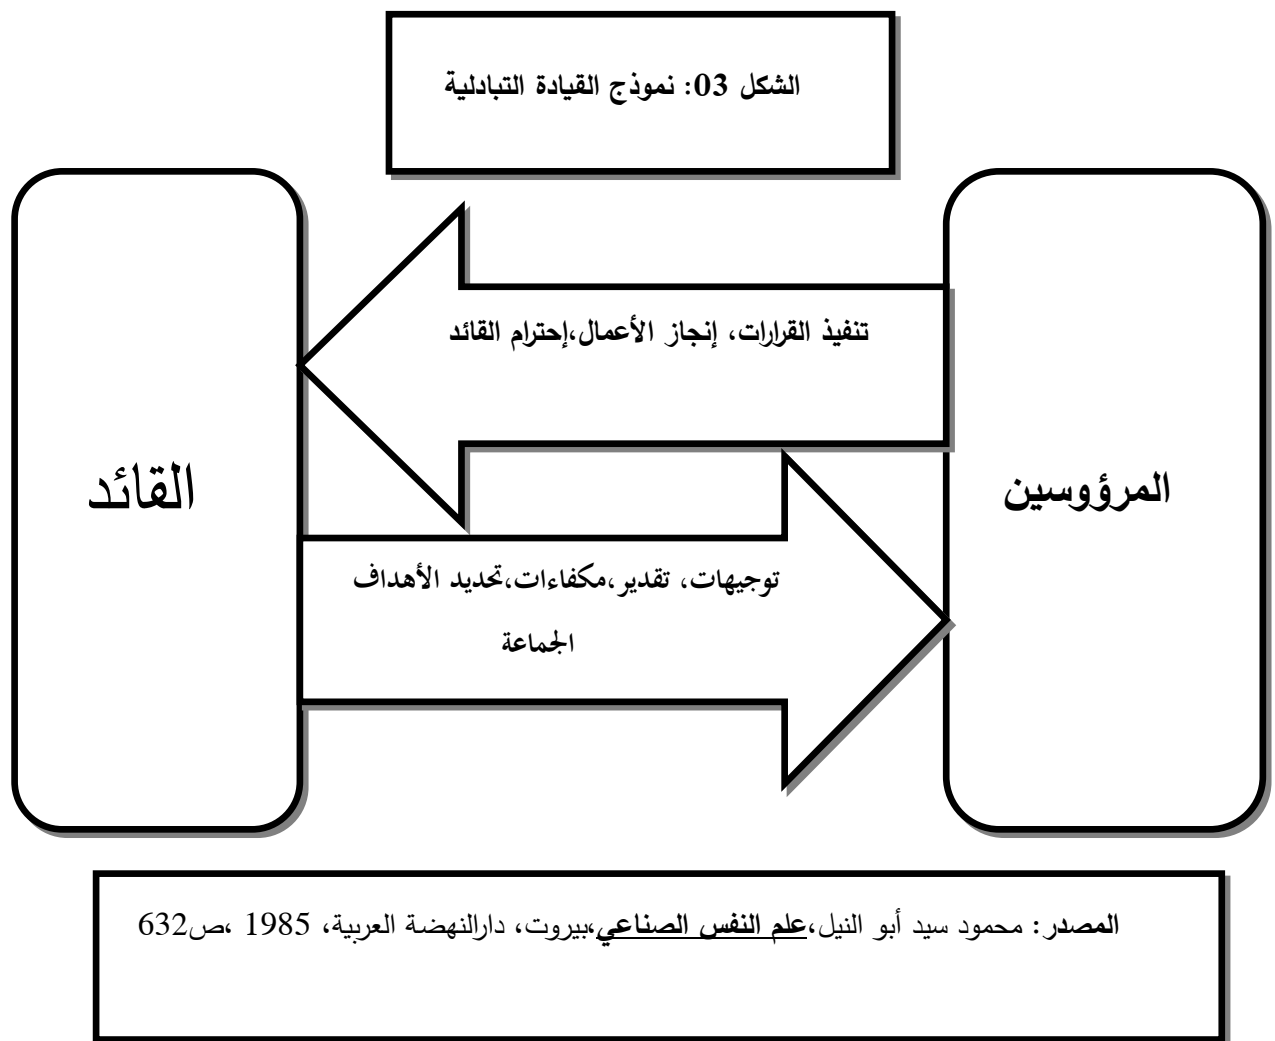 الشكل 03: نموذج القيادة التبادلية
تنفيذ القرارات، إنجاز الأعمال،إحترام القائد
المرؤوسين
القائد
توجيهات، تقدير،مكفاءات،تحديد الأهداف
الجماعة
المصدر: محمود سيد أبو النيل،علم النفس الصناعي،بيروت، دارالنهضة العربية، 1985 ،ص632